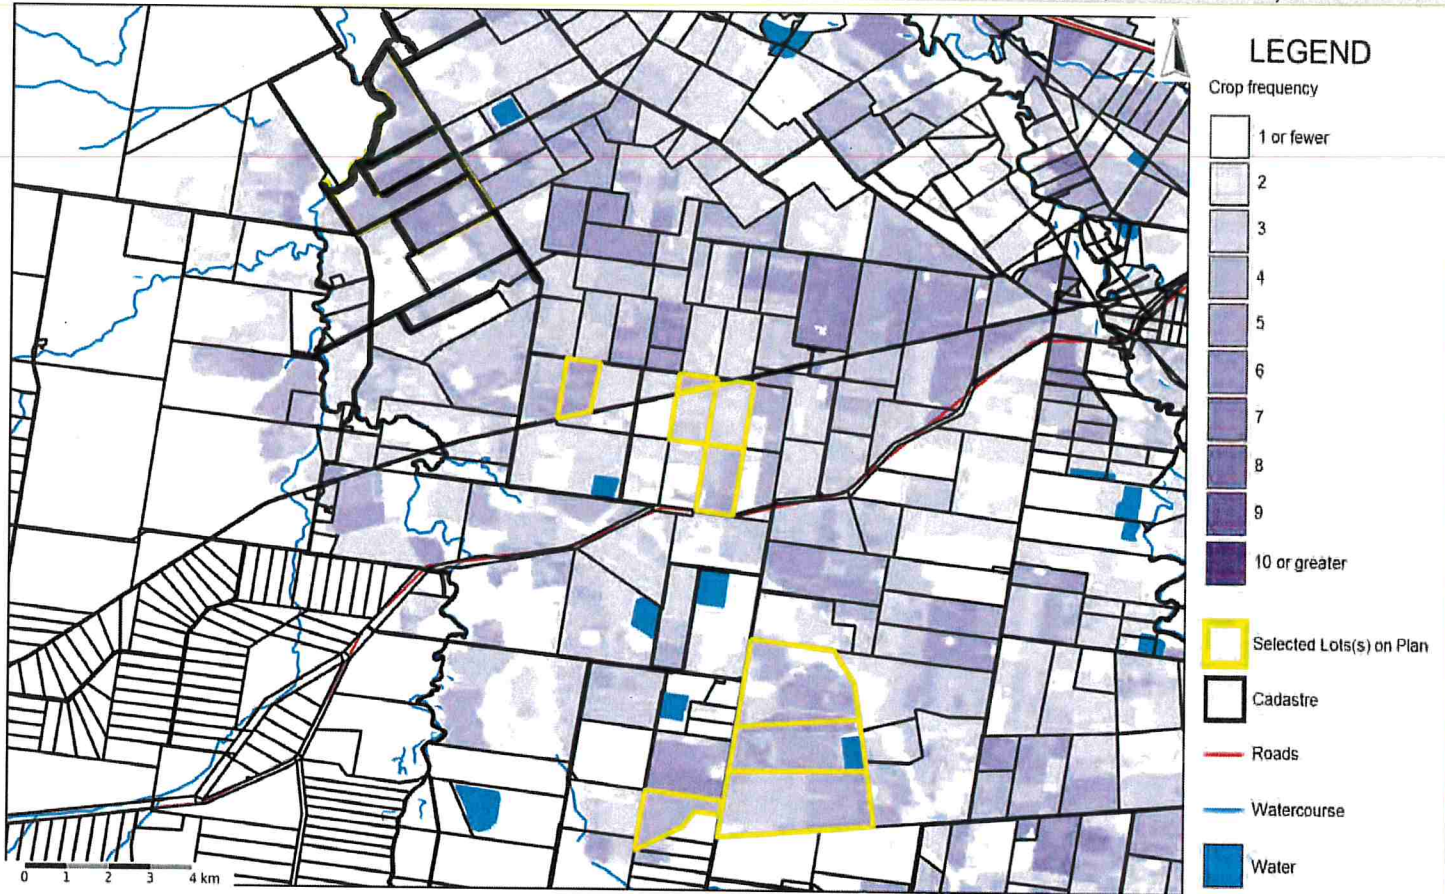 LEGEND
Crop frequency
1 or fewer
2
3
4
5
6
7
8
9
10 or greater
Selected Lots(s) on Plan
Cadastre
Roads
Watercourse
Water
0 1 2 3 4 km